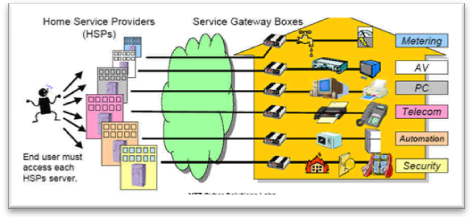 Home Service Providers
(HSPs)
Service Gateway Boxes
Metering
AV
PC
Telecom
Automation
Security
End user must
access each
HSPs server.